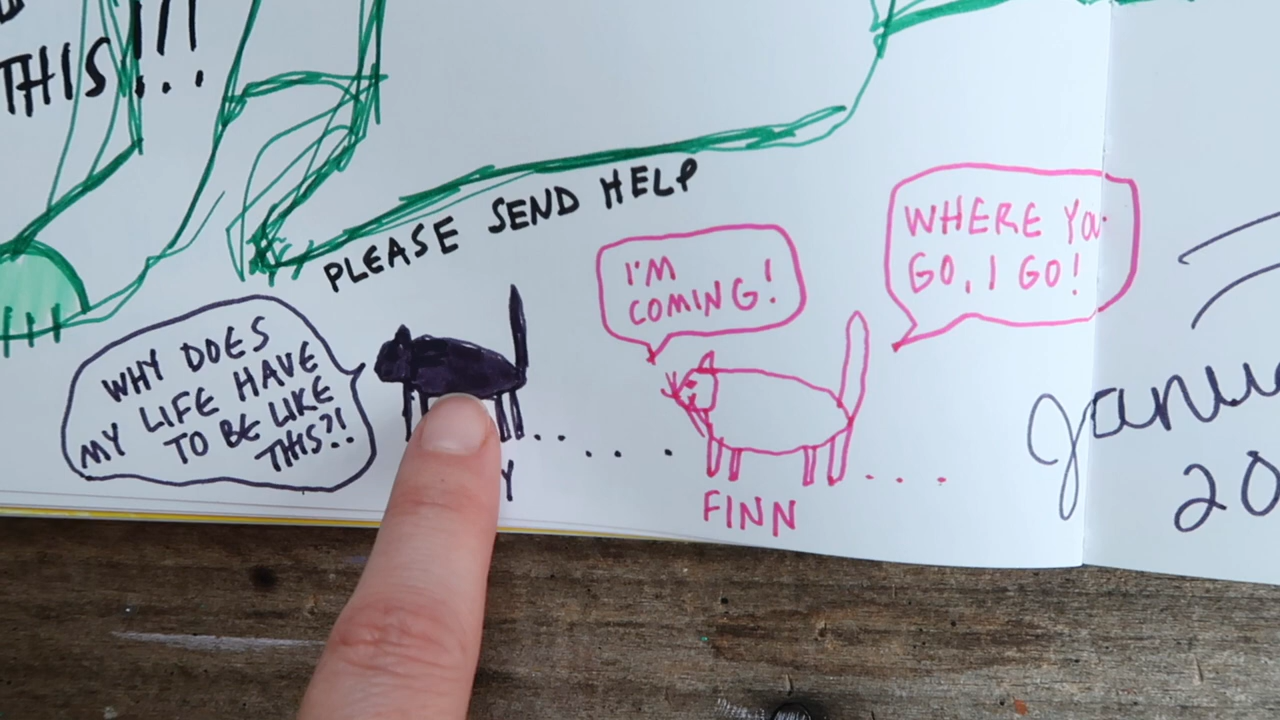 THIS!!!
PLEASE SEND HELP
WHY DOES
MY LIFE HAVE
TO BE LIKE
THIS?!
I'M
COMING!
WHERE YOU
GO, I GO!
FINN